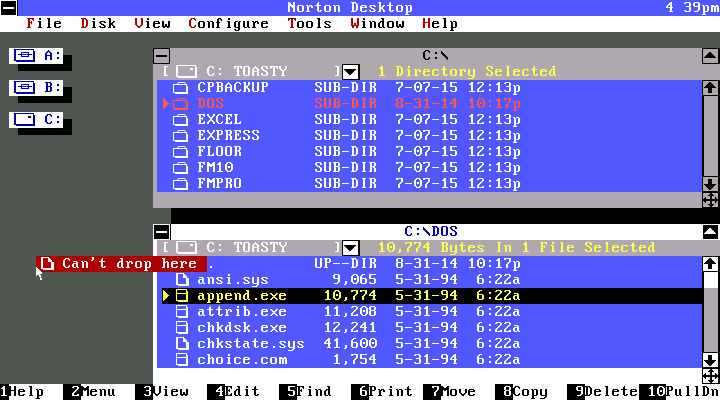 Norton Desktop 4 39pm
File Disk View Configure Tools Window Help
A:
B:
C:
C:\
[ C: TOASTY ] 1 Directory Selected
CPBACKUP SUB-DIR 7-07-15 12:13p
DOS SUB-DIR 8-31-14 10:17p
EXCEL SUB-DIR 7-07-15 12:13p
EXPRESS SUB-DIR 7-07-15 12:13p
FLOOR SUB-DIR 7-07-15 12:13p
FM10 SUB-DIR 7-07-15 12:13p
FMPRO SUB-DIR 7-07-15 12:13p
C:\DOS
[ C: TOASTY ] 10,774 Bytes In 1 File Selected
Can't drop here . UP--DIR 8-31-14 10:17p
ansi.sys 9,065 5-31-94 6:22a
append.exe 10,774 5-31-94 6:22a
attrib.exe 11,208 5-31-94 6:22a
chkdsk.exe 12,241 5-31-94 6:22a
chkstate.sys 41,600 5-31-94 6:22a
choice.com 1,754 5-31-94 6:22a
1Help 2Menu 3View 4Edit 5Find 6Print 7Move 8Copy 9Delete 10PullDn